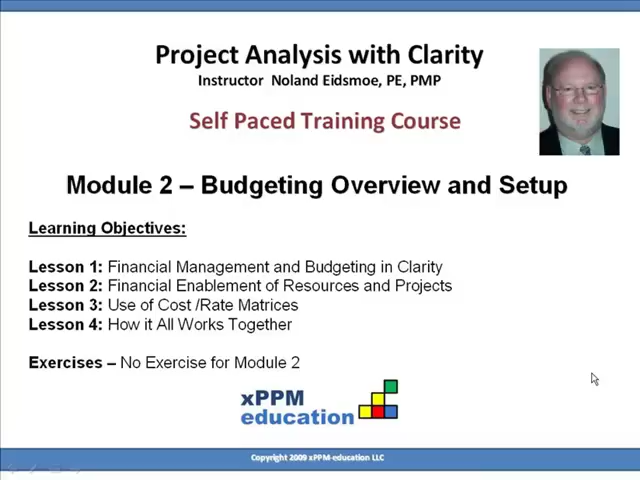 Project Analysis with Clarity
Instructor Noland Eidsmoe, PE, PMP
Self Paced Training Course
Module 2 – Budgeting Overview and Setup
Learning Objectives:
Lesson 1: Financial Management and Budgeting in Clarity
Lesson 2: Financial Enablement of Resources and Projects
Lesson 3: Use of Cost /Rate Matrices
Lesson 4: How it All Works Together
Exercises – No Exercise for Module 2
xPPM
education
Copyright 2009 xPPM-education LLC